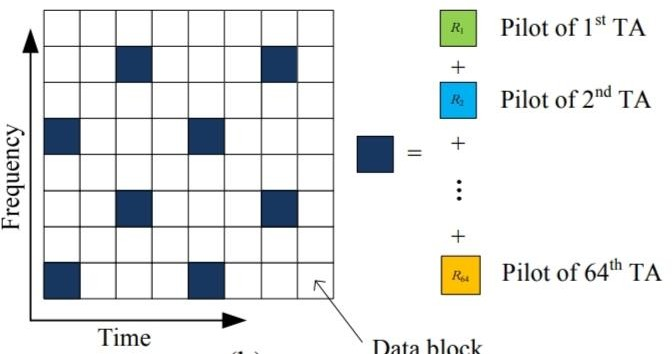 R₁ Pilot of 1ˢᵗ TA
+
R₂ Pilot of 2ⁿᵈ TA
= +
⋮
+
R₆₄ Pilot of 64ᵗʰ TA
Frequency
Time
Data block